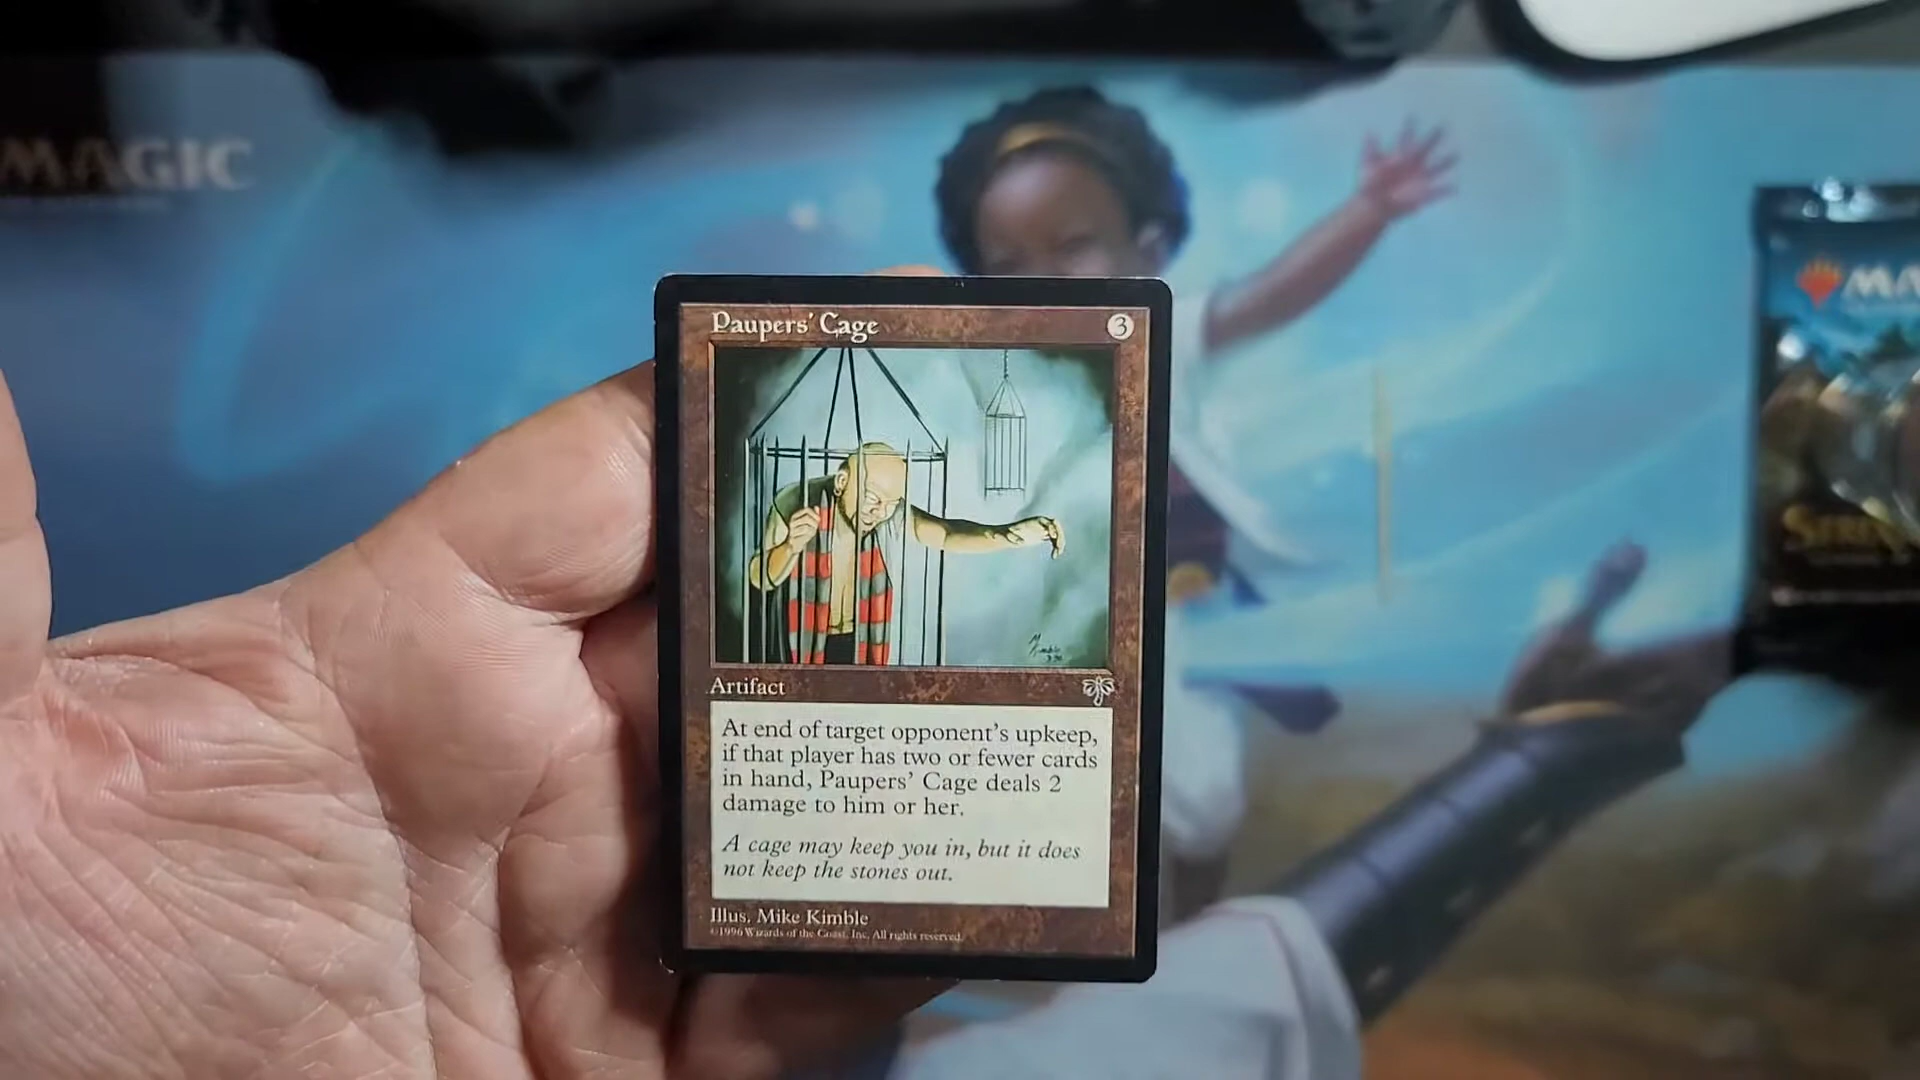 MAGIC
Paupers' Cage
3
Artifact
At end of target opponent's upkeep,
if that player has two or fewer cards
in hand, Paupers' Cage deals 2
damage to him or her.
A cage may keep you in, but it does
not keep the stones out.
Illus. Mike Kimble
©1996 Wizards of the Coast, Inc. All rights reserved.
MA